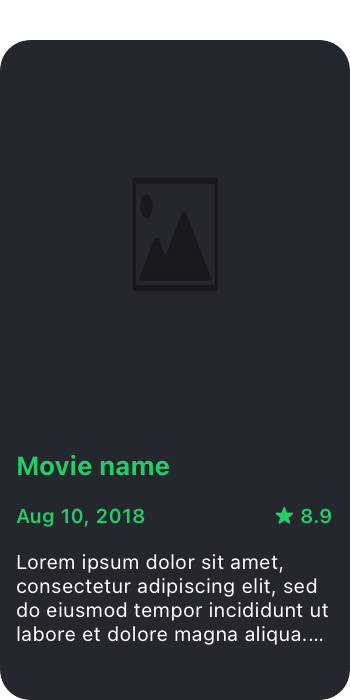 Movie name
Aug 10, 2018 ★ 8.9
Lorem ipsum dolor sit amet,
consectetur adipiscing elit, sed
do eiusmod tempor incididunt ut
labore et dolore magna aliqua....